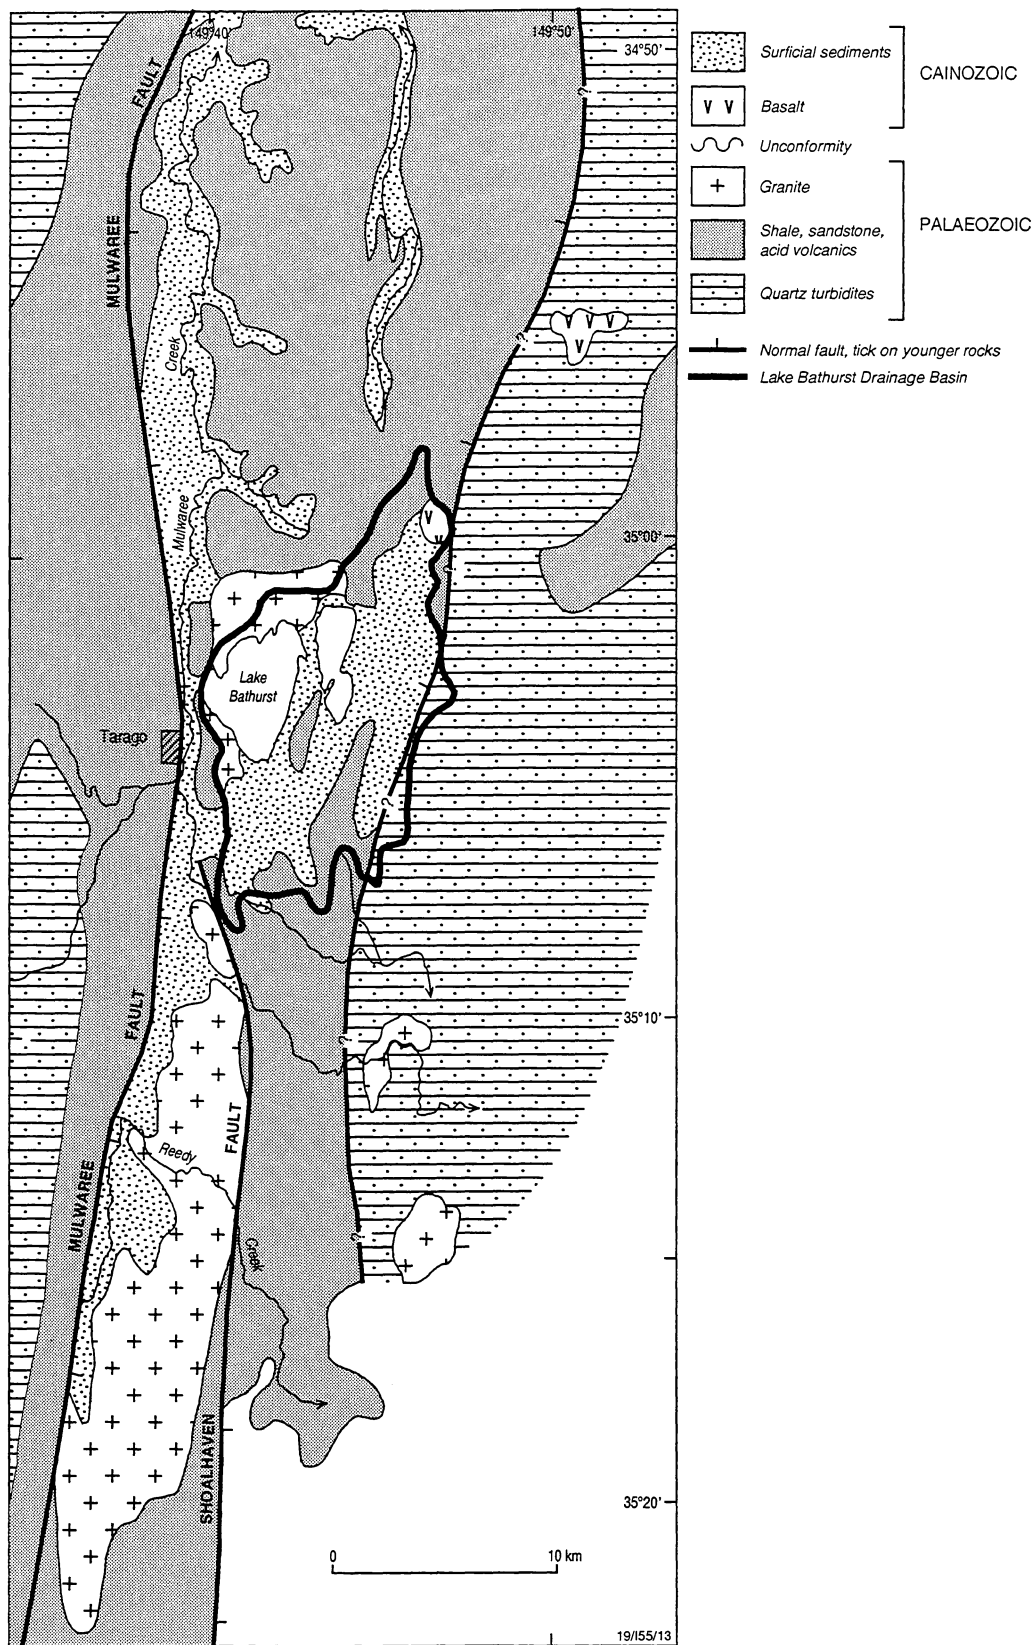 149°40'
149°50'
34°50'
FAULT
MULWAREE
Creek
Mulwaree
35°00'
Lake
Bathurst
Tarago
FAULT
35°10'
FAULT
Reedy
MULWAREE
Creek
SHOALHAVEN
35°20'
0 10 km
19/I55/13
Surficial sediments
CAINOZOIC
V V
Basalt
Unconformity
+
Granite
PALAEOZOIC
Shale, sandstone,
acid volcanics
Quartz turbidites
Normal fault, tick on younger rocks
Lake Bathurst Drainage Basin